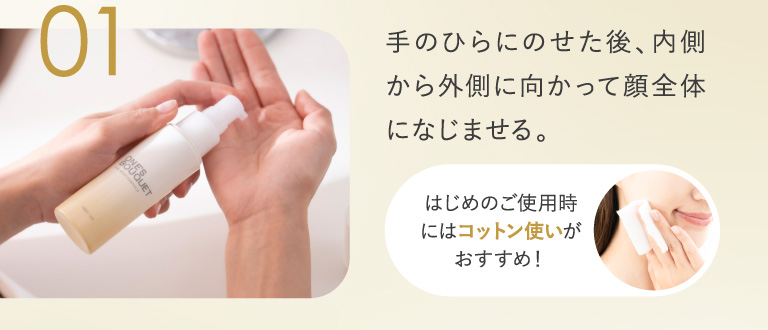 01
手のひらにのせた後、内側
から外側に向かって顔全体
になじませる。
ONE'S
BOUQUET
はじめのご使用時
にはコットン使いが
おすすめ！